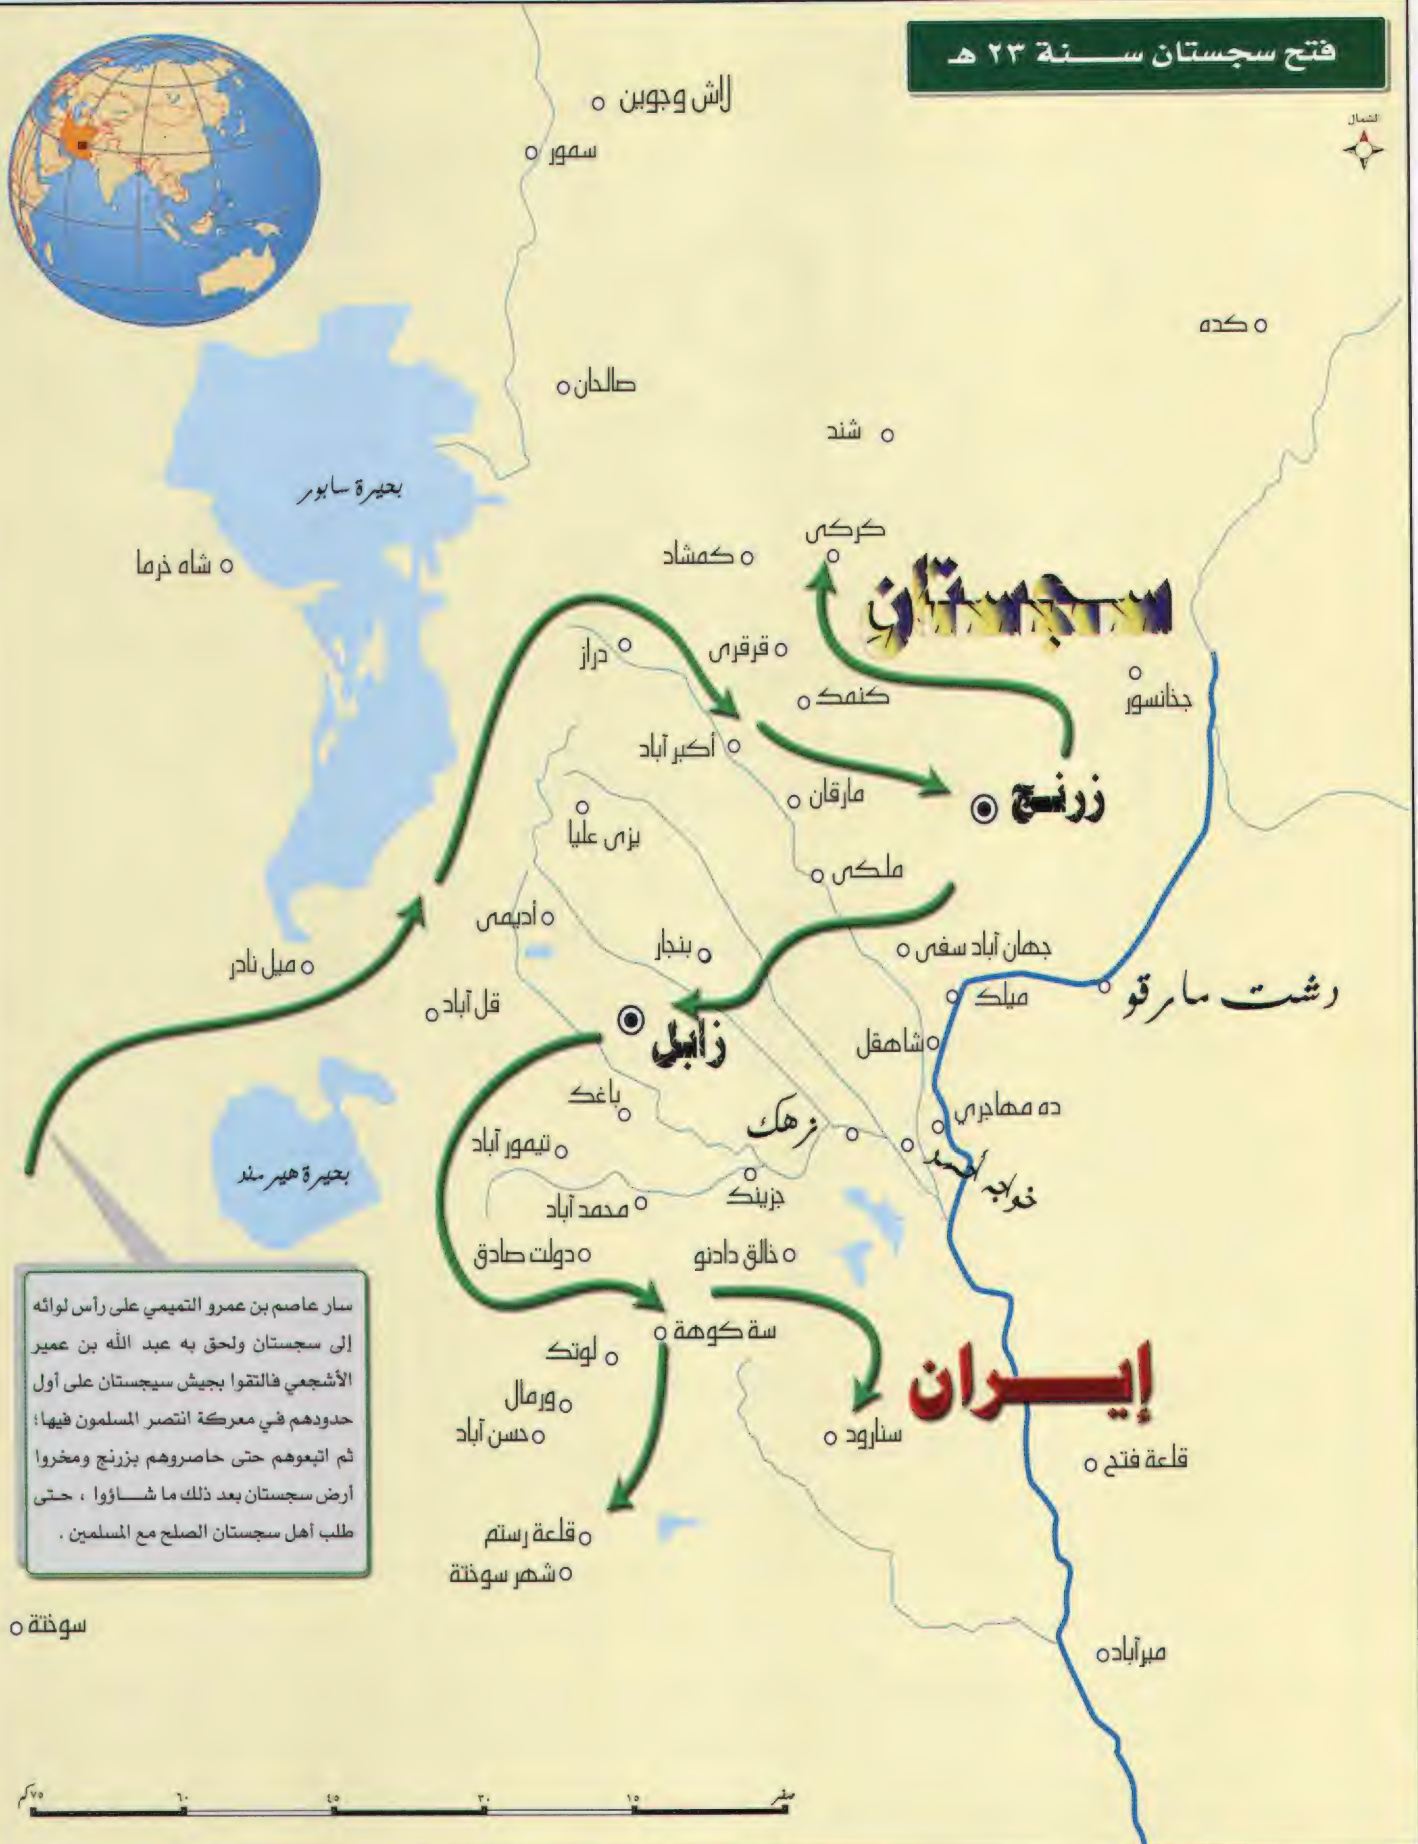 فتح سجستان ســـــنة ٢٣ هـ
الشمال
لاش وجوين
سمور
كده
صالحان
شند
بحيرة سابور
كركى
كمشاد
شاه خرما
سجستان
دراز
قرقرى
كنمك
جخانسور
أكبر آباد
مارقان
زرنج
يزى عليا
ملكى
أديمى
بنجار
جهان آباد سفى
ميل نادر
قل آباد
ميلك
رشت مارقو
زابل
شاهقل
باغك
ده مهاجري
زهك
تيمور آباد
خواجه أحمد
بحيرة هيرمند
جزينك
محمد آباد
دولت صادق
خالق دادنو
سار عاصم بن عمرو التميمي على رأس لوائه
إلى سجستان ولحق به عبد الله بن عمير
الأشجعي فالتقوا بجيش سيجستان على أول
حدودهم في معركة انتصر المسلمون فيها؛
ثم اتبعوهم حتى حاصروهم بزرنج ومخروا
أرض سجستان بعد ذلك ما شـــاؤوا ، حتى
طلب أهل سجستان الصلح مع المسلمين .
سة كوهة
لوتك
إيـــران
ورمال
حسن آباد
سنارود
قلعة فتح
قلعة رستم
شهر سوختة
سوختة
ميرآباد
٧٥كم ٦٠ ٤٥ ٣٠ ١٥ صفر